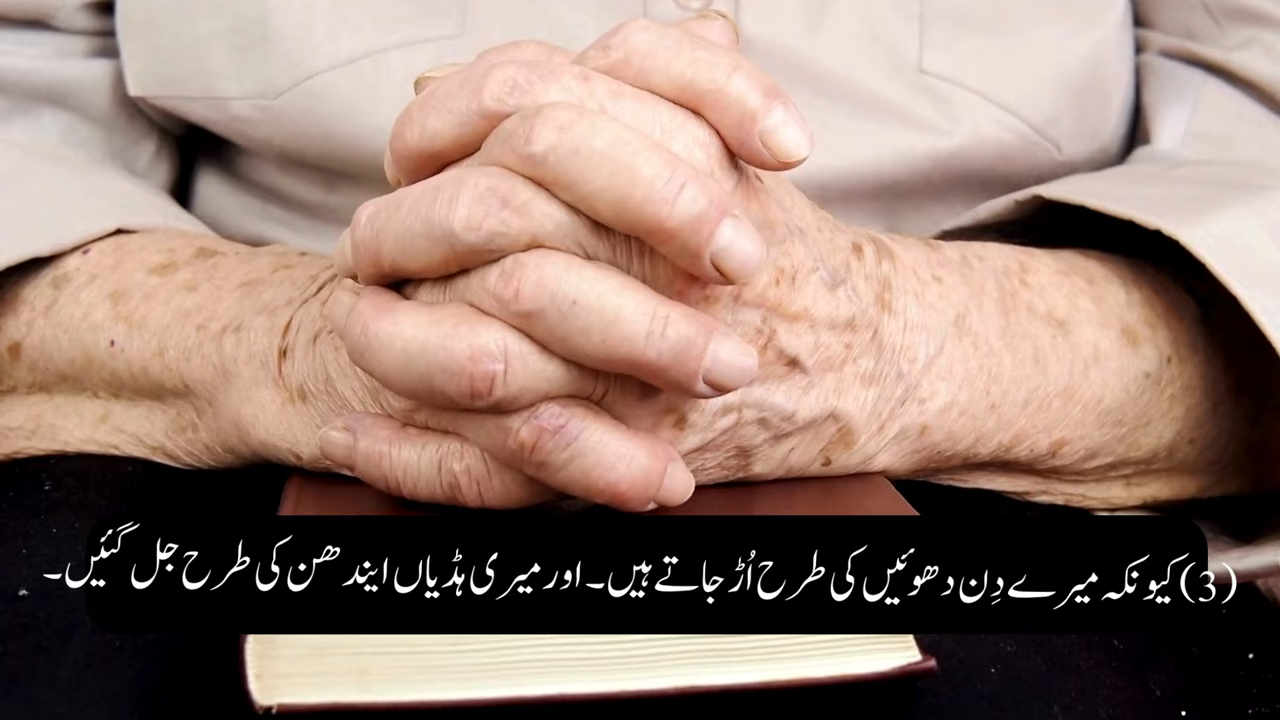 (3) کیونکہ میرے دِن دھوئیں کی طرح اُڑ جاتے ہیں۔ اور میری ہڈیاں ایندھن کی طرح جل گئیں۔